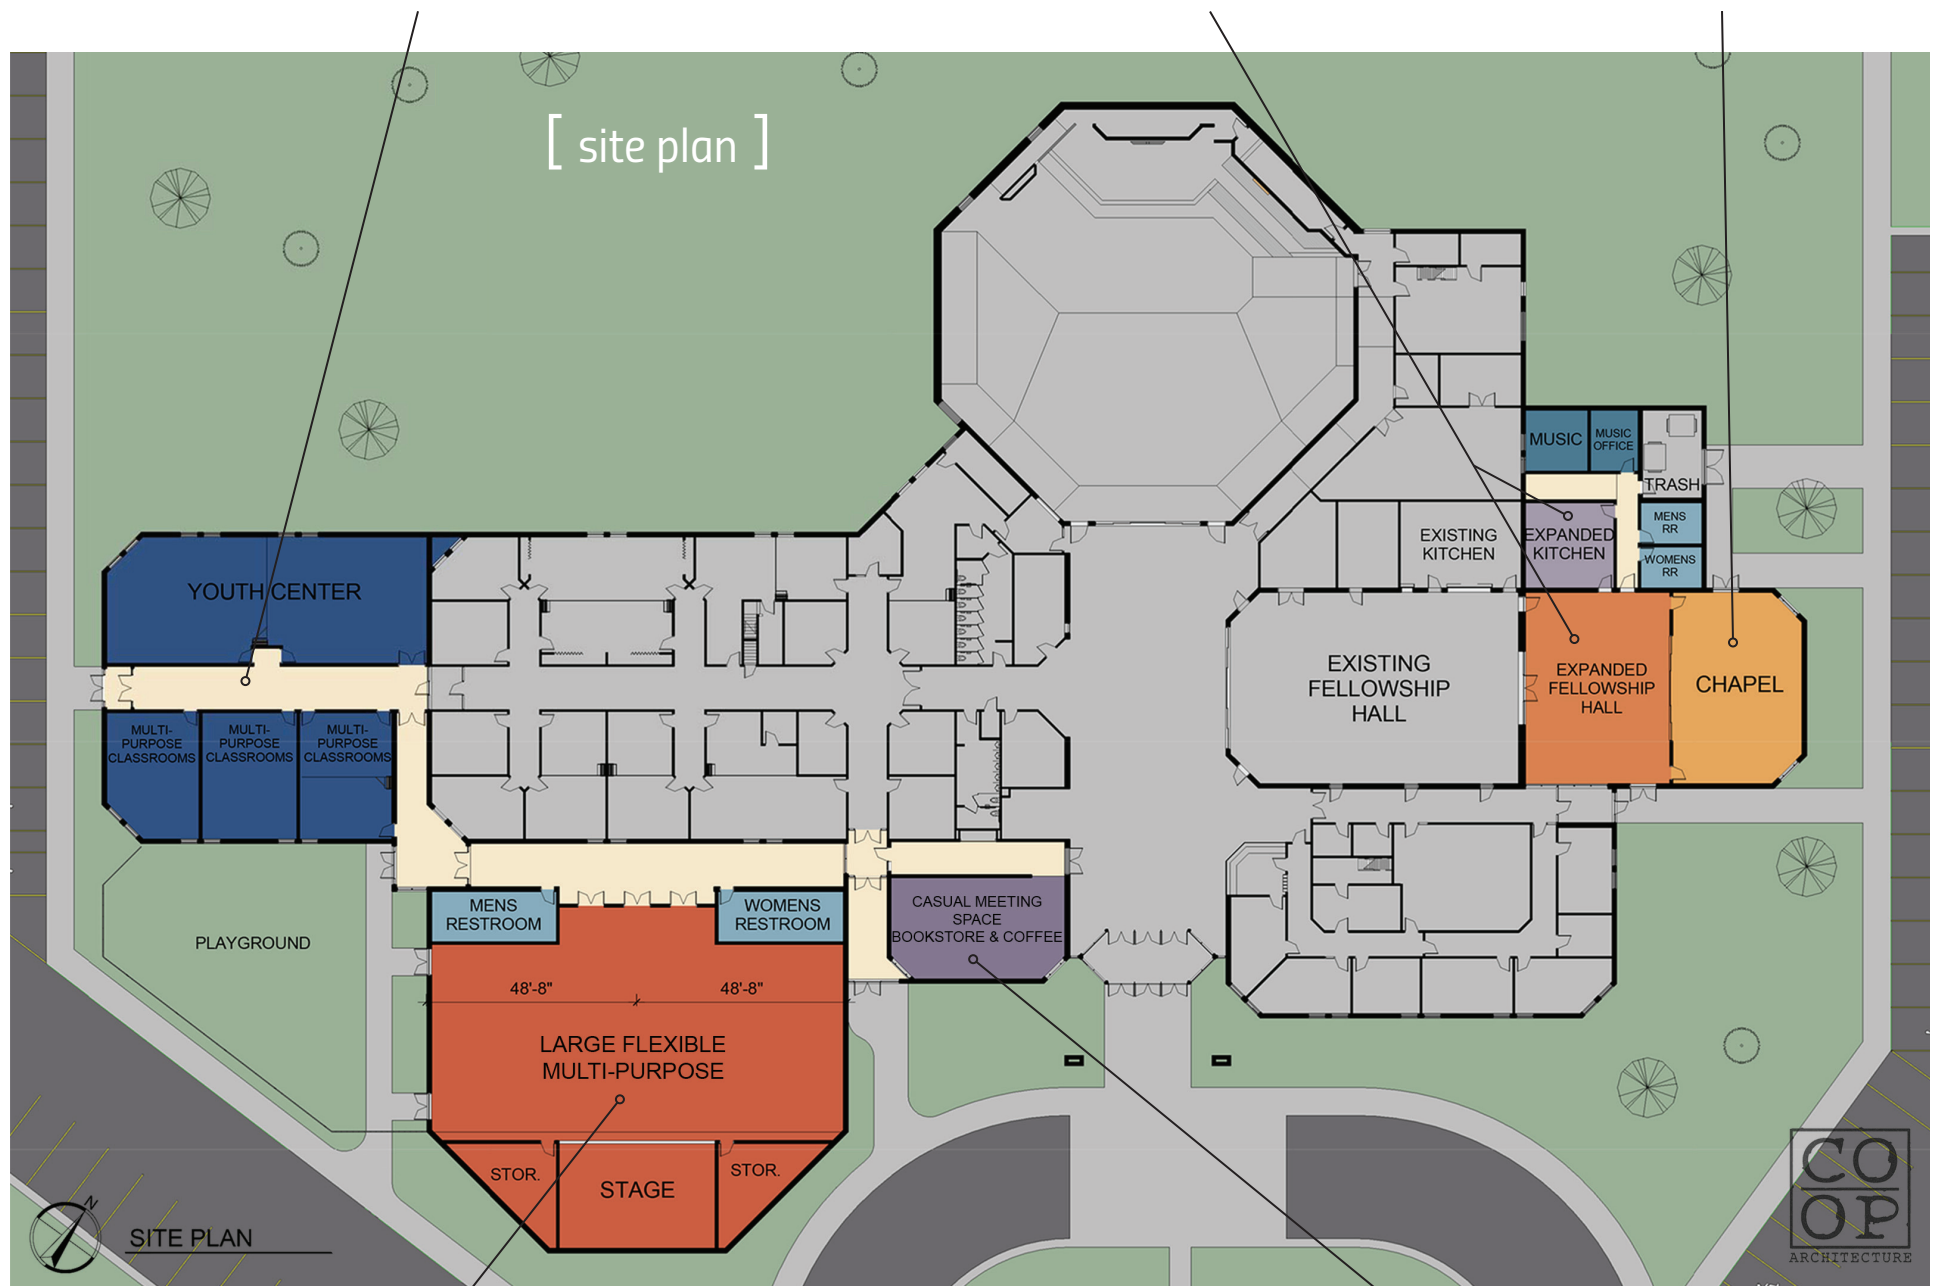 [ site plan ]
MUSIC
MUSIC
OFFICE
TRASH
MENS
RR
EXISTING
KITCHEN
EXPANDED
KITCHEN
WOMENS
RR
YOUTH CENTER
EXISTING
FELLOWSHIP
HALL
EXPANDED
FELLOWSHIP
HALL
CHAPEL
MULTI-
PURPOSE
CLASSROOMS
MULTI-
PURPOSE
CLASSROOMS
MULTI-
PURPOSE
CLASSROOMS
MENS
RESTROOM
WOMENS
RESTROOM
CASUAL MEETING
SPACE
BOOKSTORE & COFFEE
PLAYGROUND
48'-8"
48'-8"
LARGE FLEXIBLE
MULTI-PURPOSE
STOR.
STAGE
STOR.
N
SITE PLAN
CO
OP
ARCHITECTURE